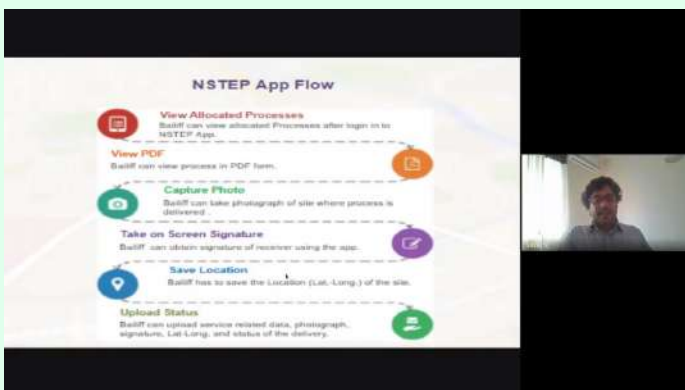 NSTEP App Flow
View Allocated Processes
Bailiff can view allocated Processes after login in to
NSTEP App.
View PDF
Bailiff can view process in PDF form.
Capture Photo
Bailiff can take photograph of site where process is
delivered .
Take on Screen Signature
Bailiff can obtain signature of receiver using the app.
Save Location
Bailiff has to save the Location (Lat.-Long.) of the site.
Upload Status
Bailiff can upload service related data, photograph,
signature, Lat-Long, and status of the delivery.